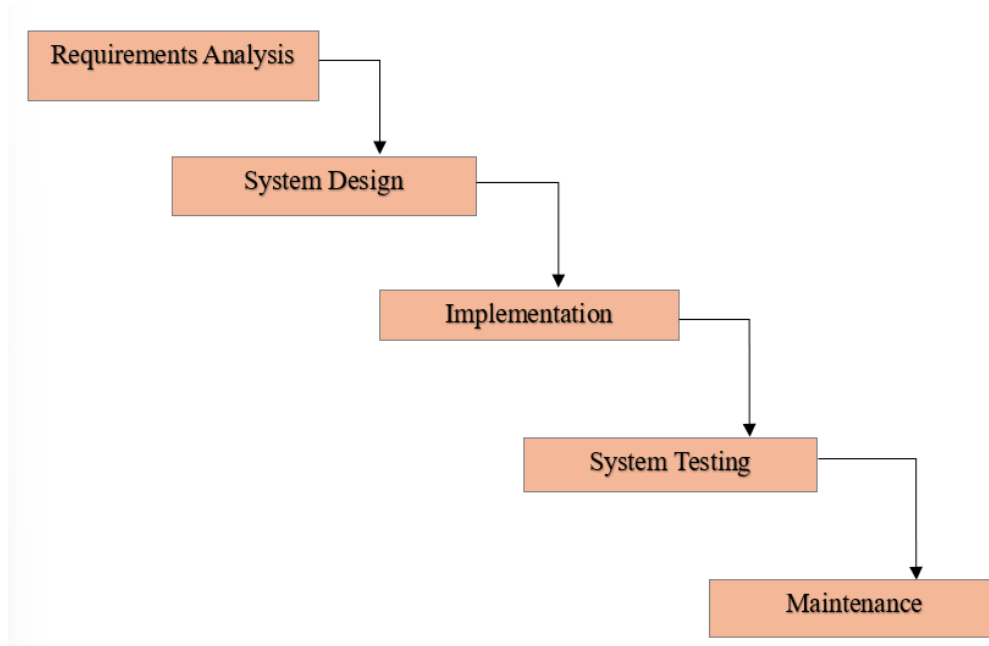 Requirements Analysis
System Design
Implementation
System Testing
Maintenance